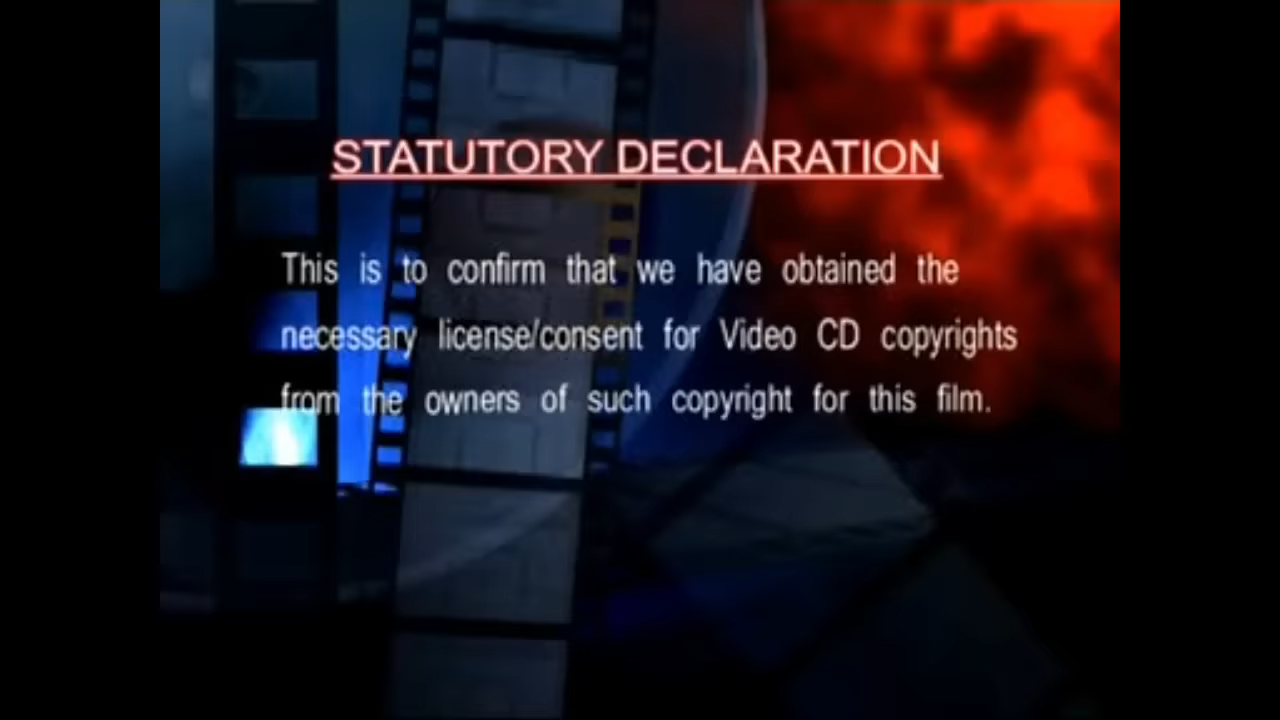 STATUTORY DECLARATION
This is to confirm that we have obtained the
necessary license/consent for Video CD copyrights
from the owners of such copyright for this film.